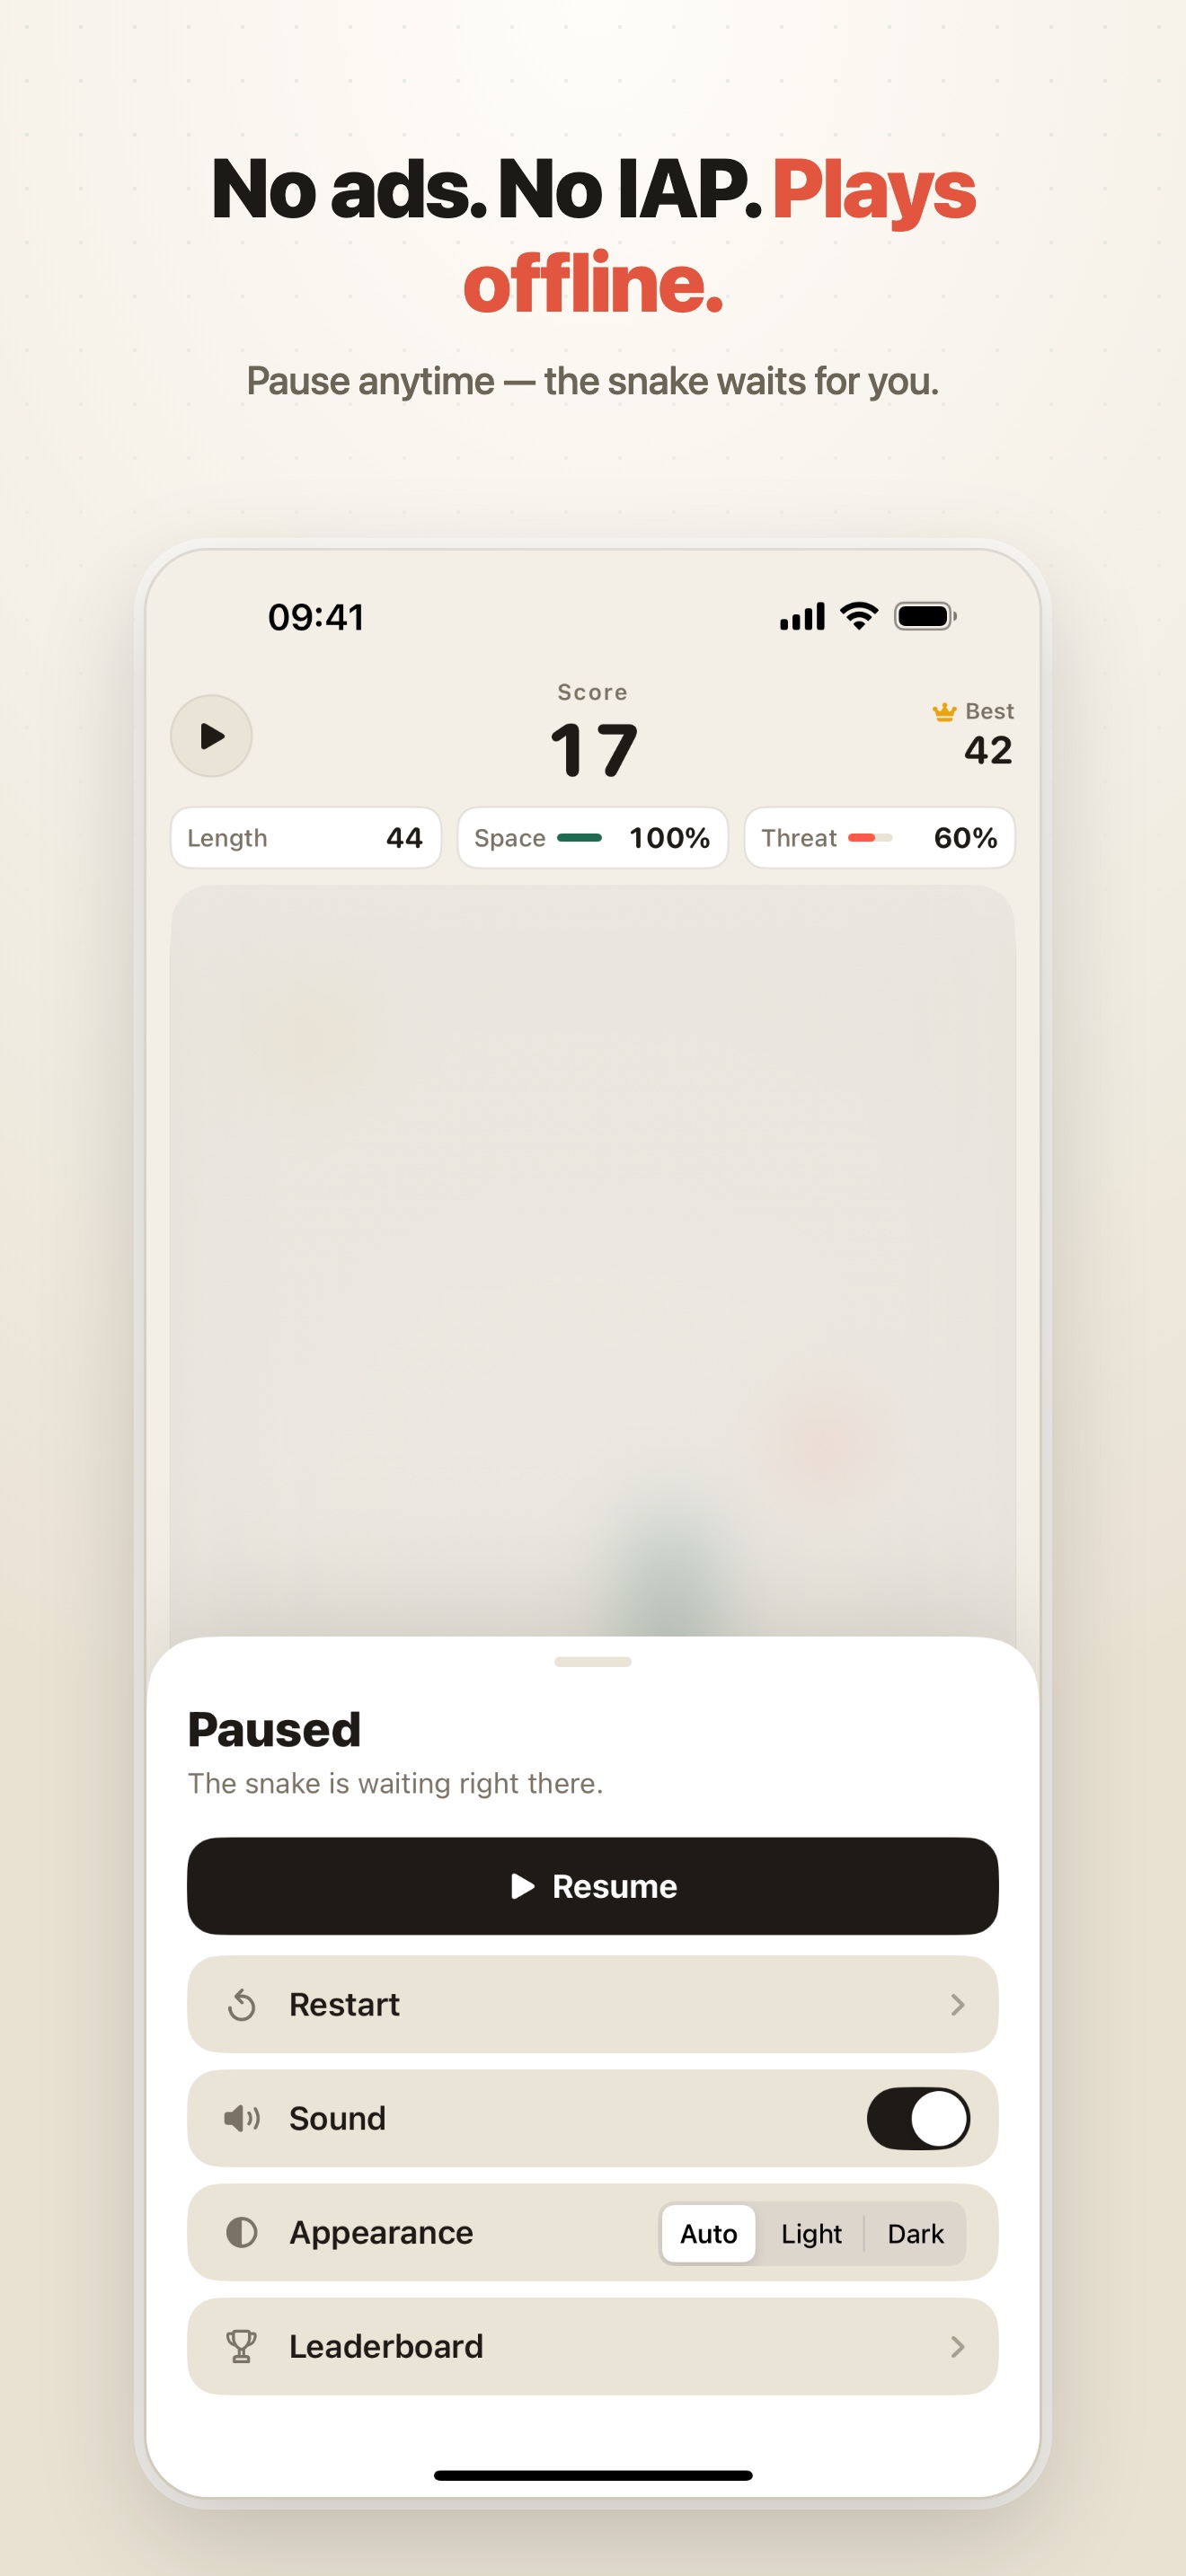 No ads. No IAP. Plays
offline.
Pause anytime — the snake waits for you.
09:41
Score
17
Best
42
Length 44
Space 100%
Threat 60%
Paused
The snake is waiting right there.
Resume
Restart
Sound
Appearance Auto Light Dark
Leaderboard